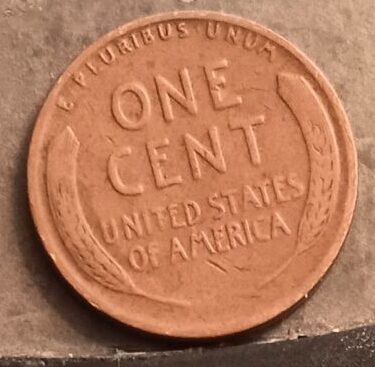 E PLURIBUS UNUM
ONE
CENT
UNITED STATES
OF AMERICA